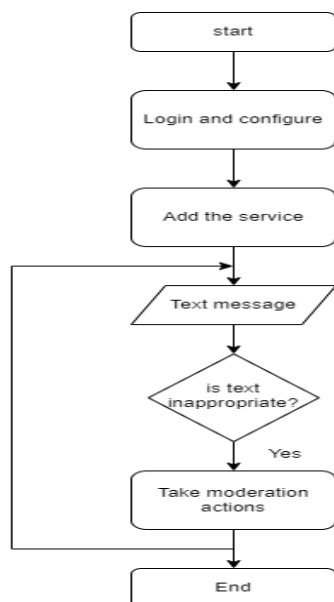 start
Login and configure
Add the service
Text message
is text
inappropriate?
Yes
Take moderation
actions
End